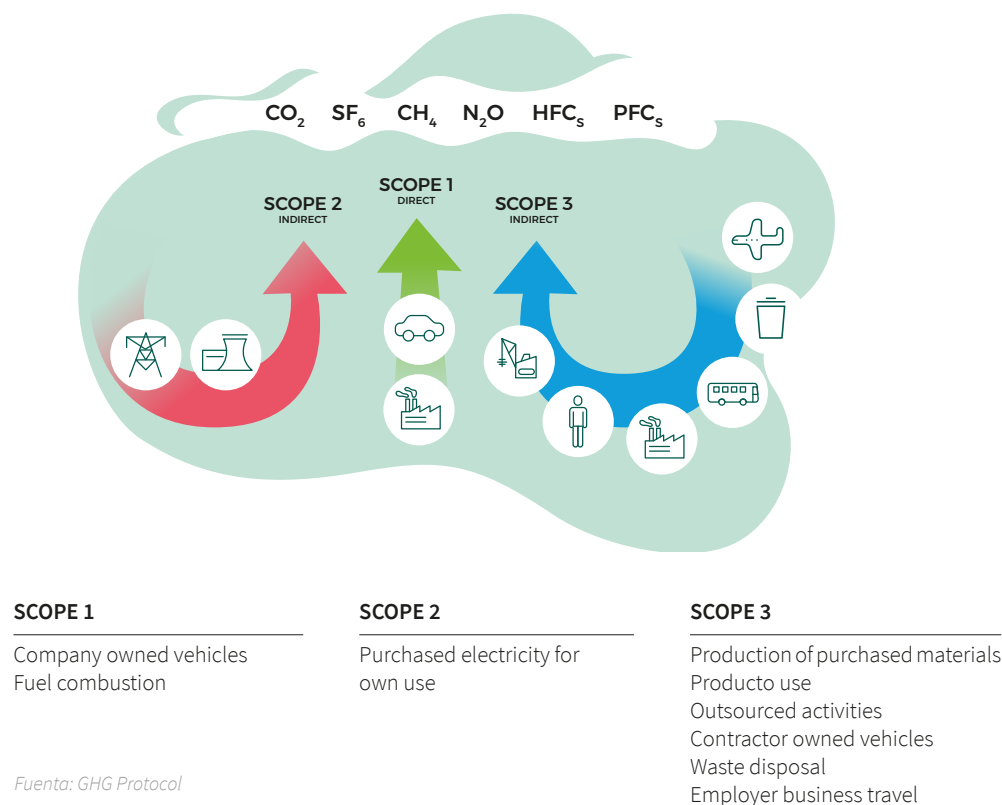 CO₂ SF₆ CH₄ N₂O HFCₛ PFCₛ
SCOPE 2
INDIRECT
SCOPE 1
DIRECT
SCOPE 3
INDIRECT
SCOPE 1
Company owned vehicles
Fuel combustion
SCOPE 2
Purchased electricity for
own use
SCOPE 3
Production of purchased materials
Producto use
Outsourced activities
Contractor owned vehicles
Waste disposal
Employer business travel
Fuenta: GHG Protocol